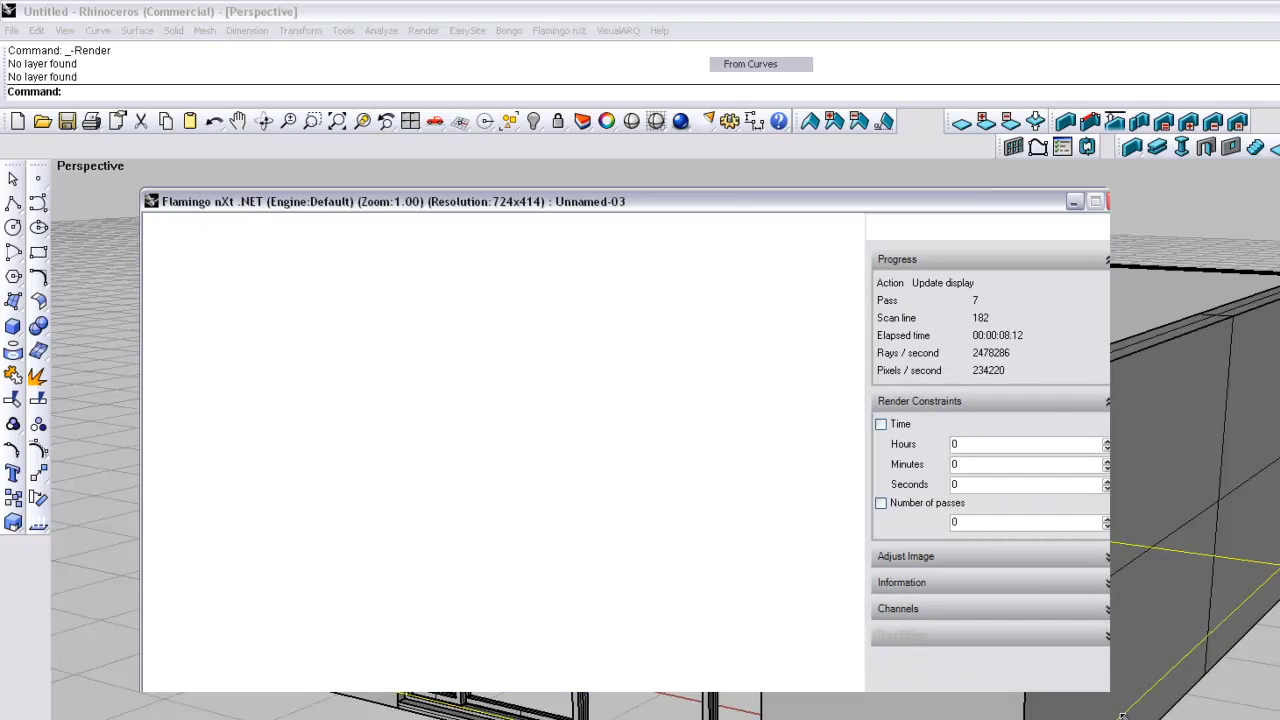 Untitled - Rhinoceros (Commercial) - [Perspective]
File Edit View Curve Surface Solid Mesh Dimension Transform Tools Analyze Render EasySite Bongo Flamingo nXt VisualARQ Help
Command: _-Render
No layer found
From Curves
No layer found
Command:
Perspective
Flamingo nXt .NET (Engine:Default) (Zoom:1.00) (Resolution:724x414) : Unnamed-03
Progress
Action Update display
Pass 7
Scan line 182
Elapsed time 00:00:08.12
Rays / second 2478286
Pixels / second 234220
Render Constraints
Time
Hours 0
Minutes 0
Seconds 0
Number of passes
0
Adjust Image
Information
Channels